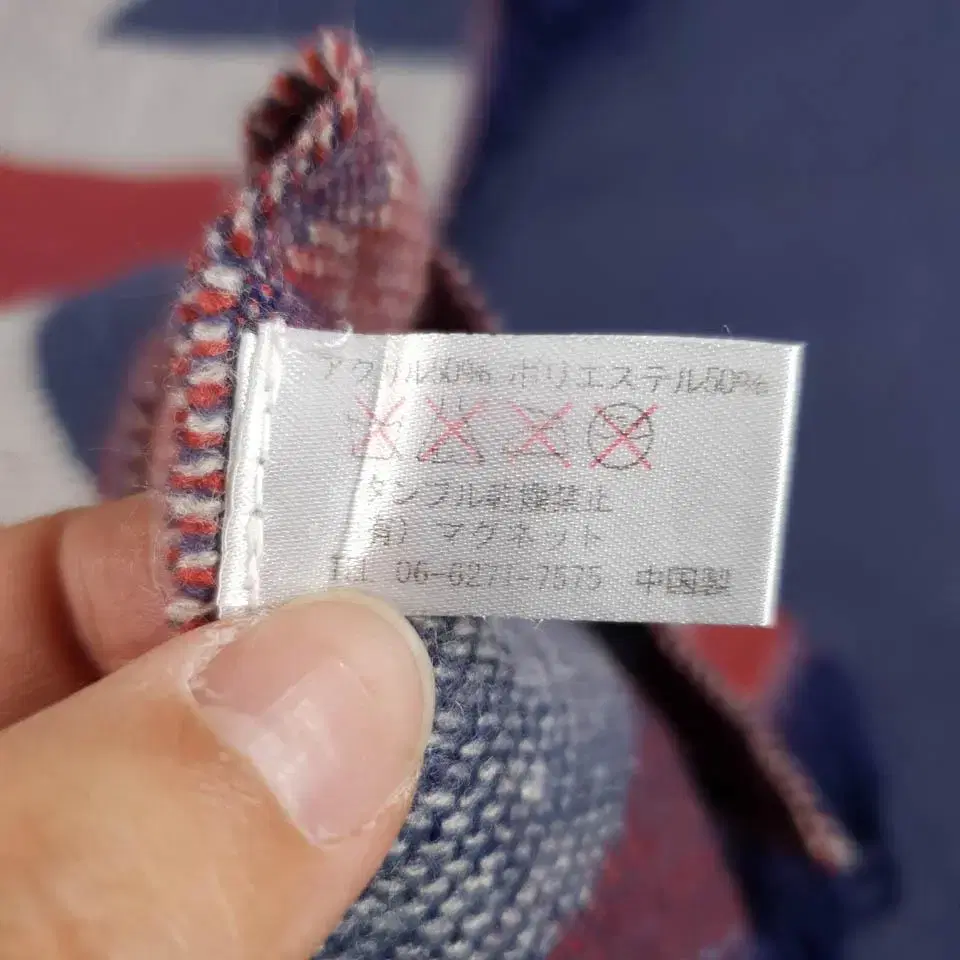 アクリル50% ポリエステル50%
タンブル乾燥禁止
有）マグネット
TEL 06-6271-7575 中国製